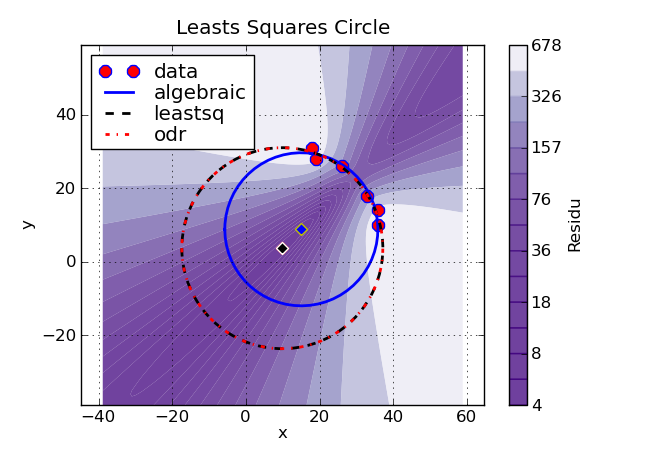 Leasts Squares Circle
data
algebraic
leastsq
odr
40
20
0
−20
y
−40
−20
0
20
40
60
x
678
326
157
76
36
18
8
4
Residu